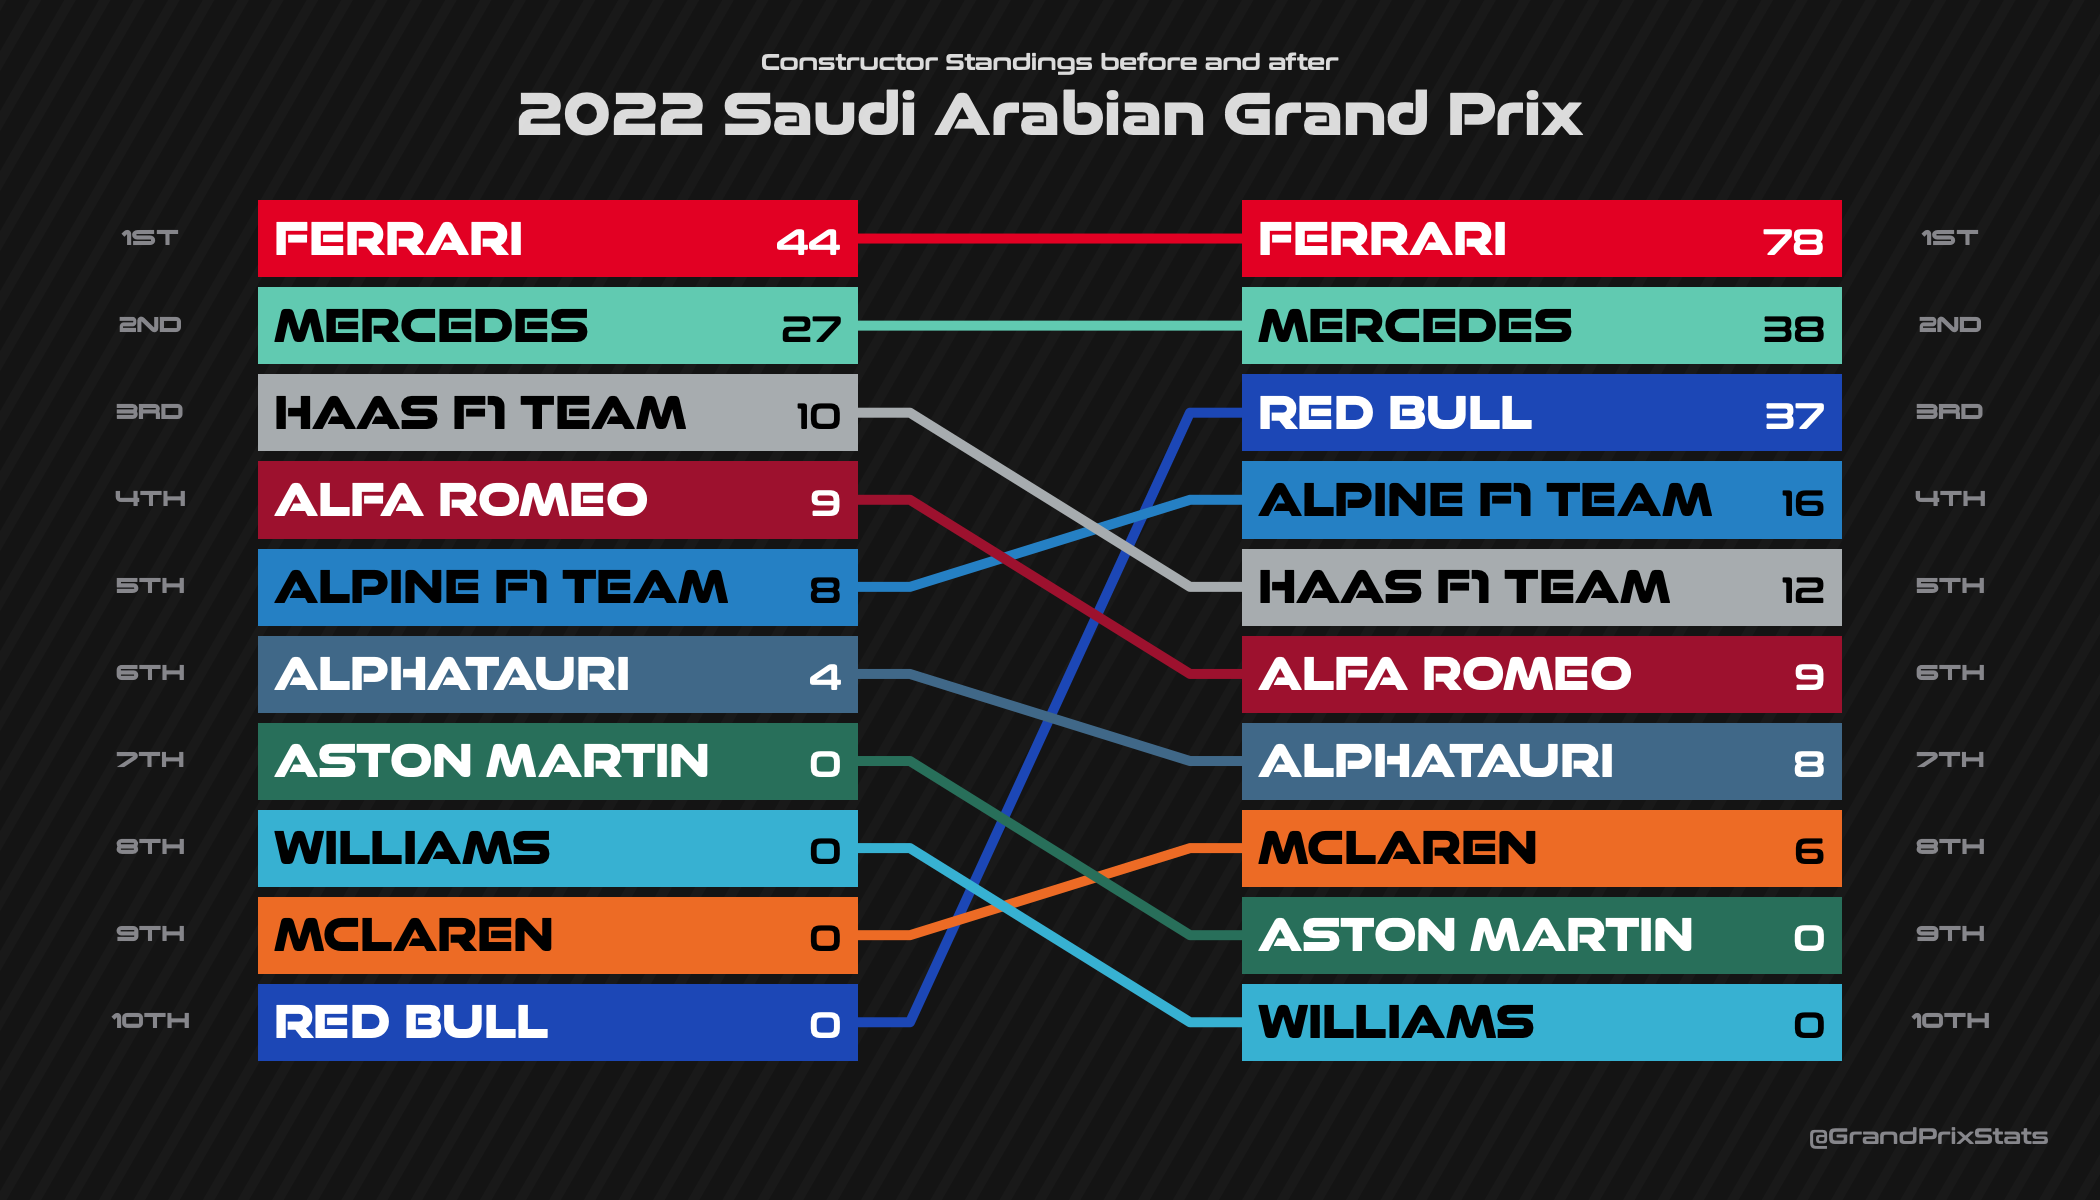 Constructor Standings before and after
2022 Saudi Arabian Grand Prix
1ST FERRARI 44 FERRARI 78 1ST
2ND MERCEDES 27 MERCEDES 38 2ND
3RD HAAS F1 TEAM 10 RED BULL 37 3RD
4TH ALFA ROMEO 9 ALPINE F1 TEAM 16 4TH
5TH ALPINE F1 TEAM 8 HAAS F1 TEAM 12 5TH
6TH ALPHATAURI 4 ALFA ROMEO 9 6TH
7TH ASTON MARTIN 0 ALPHATAURI 8 7TH
8TH WILLIAMS 0 MCLAREN 6 8TH
9TH MCLAREN 0 ASTON MARTIN 0 9TH
10TH RED BULL 0 WILLIAMS 0 10TH
@GrandPrixStats